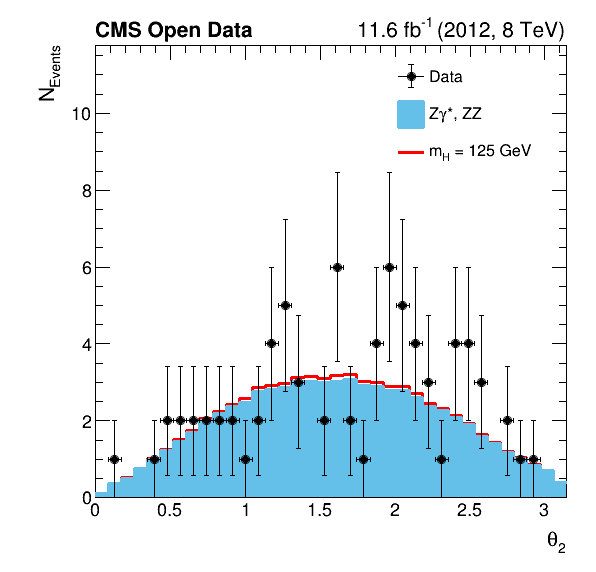 CMS Open Data
11.6 fb⁻¹ (2012, 8 TeV)
N_Events
Data
Zγ*, ZZ
m_H = 125 GeV
10
8
6
4
2
0
0 0.5 1 1.5 2 2.5 3
θ₂